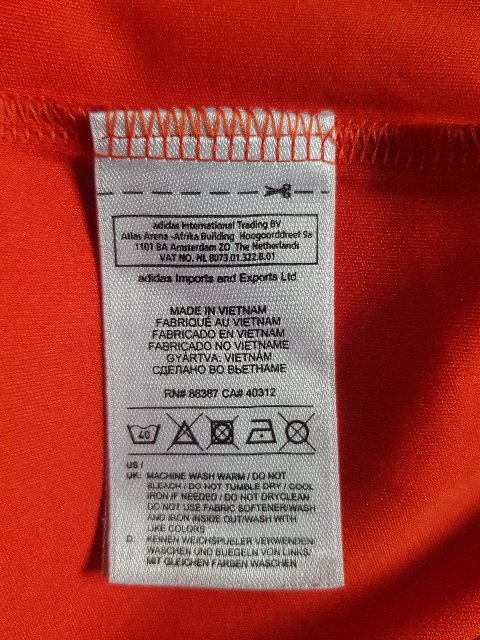 adidas International Trading BV
Atlas Arena -Afrika Building Hoogoorddreef 9a
1101 BA Amsterdam ZO The Netherlands
VAT NO. NL 8073.01.322.B.01
adidas Imports and Exports Ltd
MADE IN VIETNAM
FABRIQUÉ AU VIETNAM
FABRICADO EN VIETNAM
FABRICADO NO VIETNAME
GYÁRTVA: VIETNAM
СДЕЛАНО ВО ВЬЕТНАМЕ
RN# 88387 CA# 40312
40
US /
UK: MACHINE WASH WARM / DO NOT
BLEACH / DO NOT TUMBLE DRY / COOL
IRON IF NEEDED / DO NOT DRYCLEAN
DO NOT USE FABRIC SOFTENER/WASH
AND IRON INSIDE OUT/WASH WITH
LIKE COLORS
D: KEINEN WEICHSPUELER VERWENDEN/
WASCHEN UND BUEGELN VON LINKS/
MIT GLEICHEN FARBEN WASCHEN